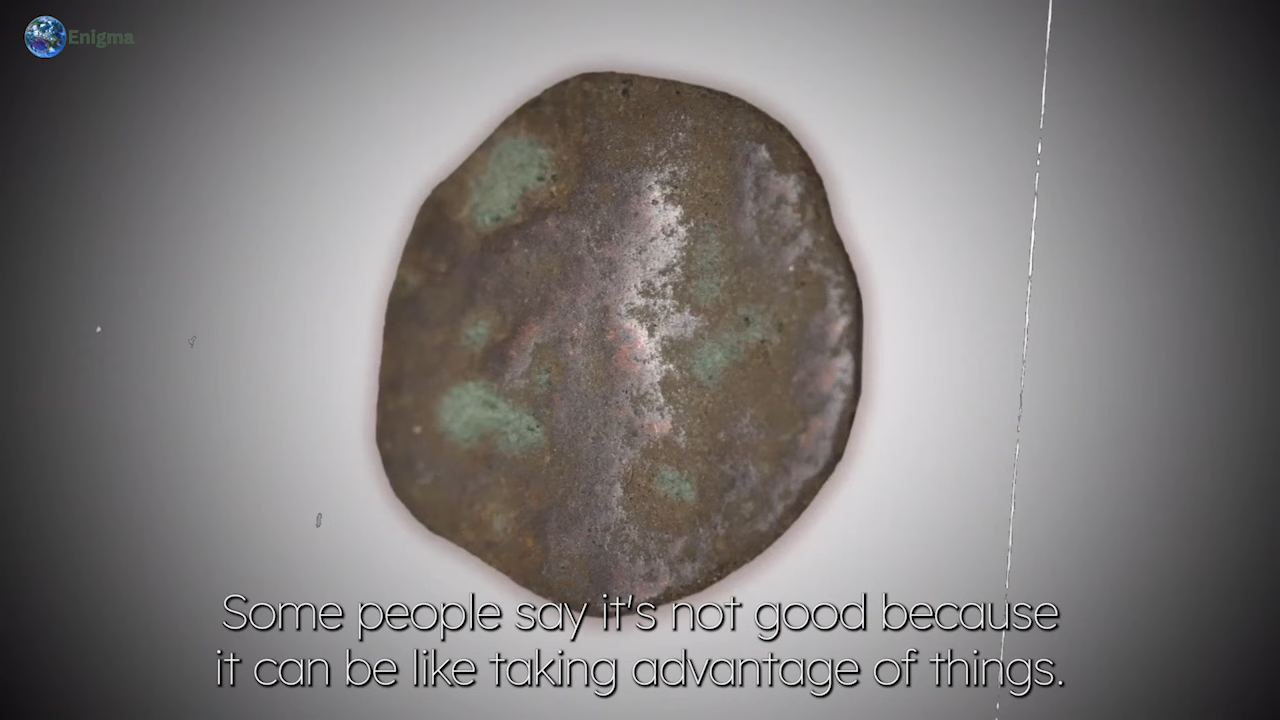 Enigma
Some people say it's not good because
it can be like taking advantage of things.